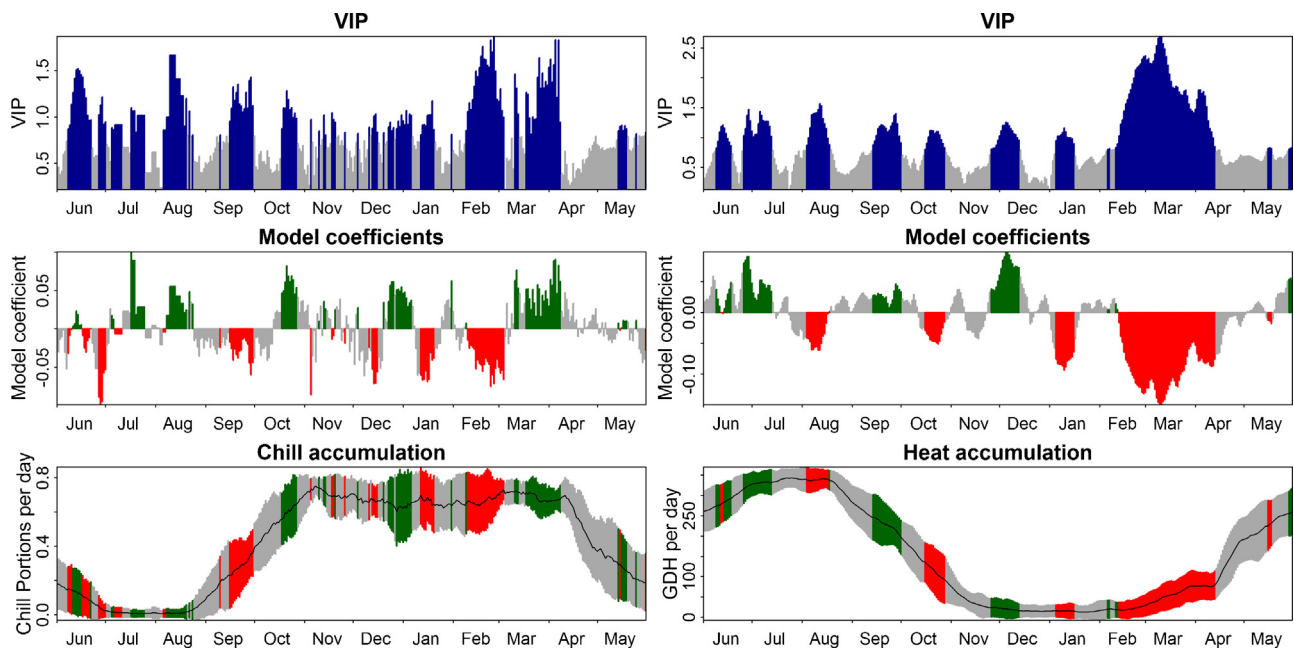 VIP
VIP
1.5
1.0
0.5
Jun Jul Aug Sep Oct Nov Dec Jan Feb Mar Apr May
VIP
VIP
2.5
1.5
0.5
Jun Jul Aug Sep Oct Nov Dec Jan Feb Mar Apr May
Model coefficients
Model coefficient
0.05
-0.05
Jun Jul Aug Sep Oct Nov Dec Jan Feb Mar Apr May
Model coefficients
Model coefficient
0.00
-0.10
Jun Jul Aug Sep Oct Nov Dec Jan Feb Mar Apr May
Chill accumulation
Chill Portions per day
0.8
0.4
0.0
Jun Jul Aug Sep Oct Nov Dec Jan Feb Mar Apr May
Heat accumulation
GDH per day
250
100
0
Jun Jul Aug Sep Oct Nov Dec Jan Feb Mar Apr May